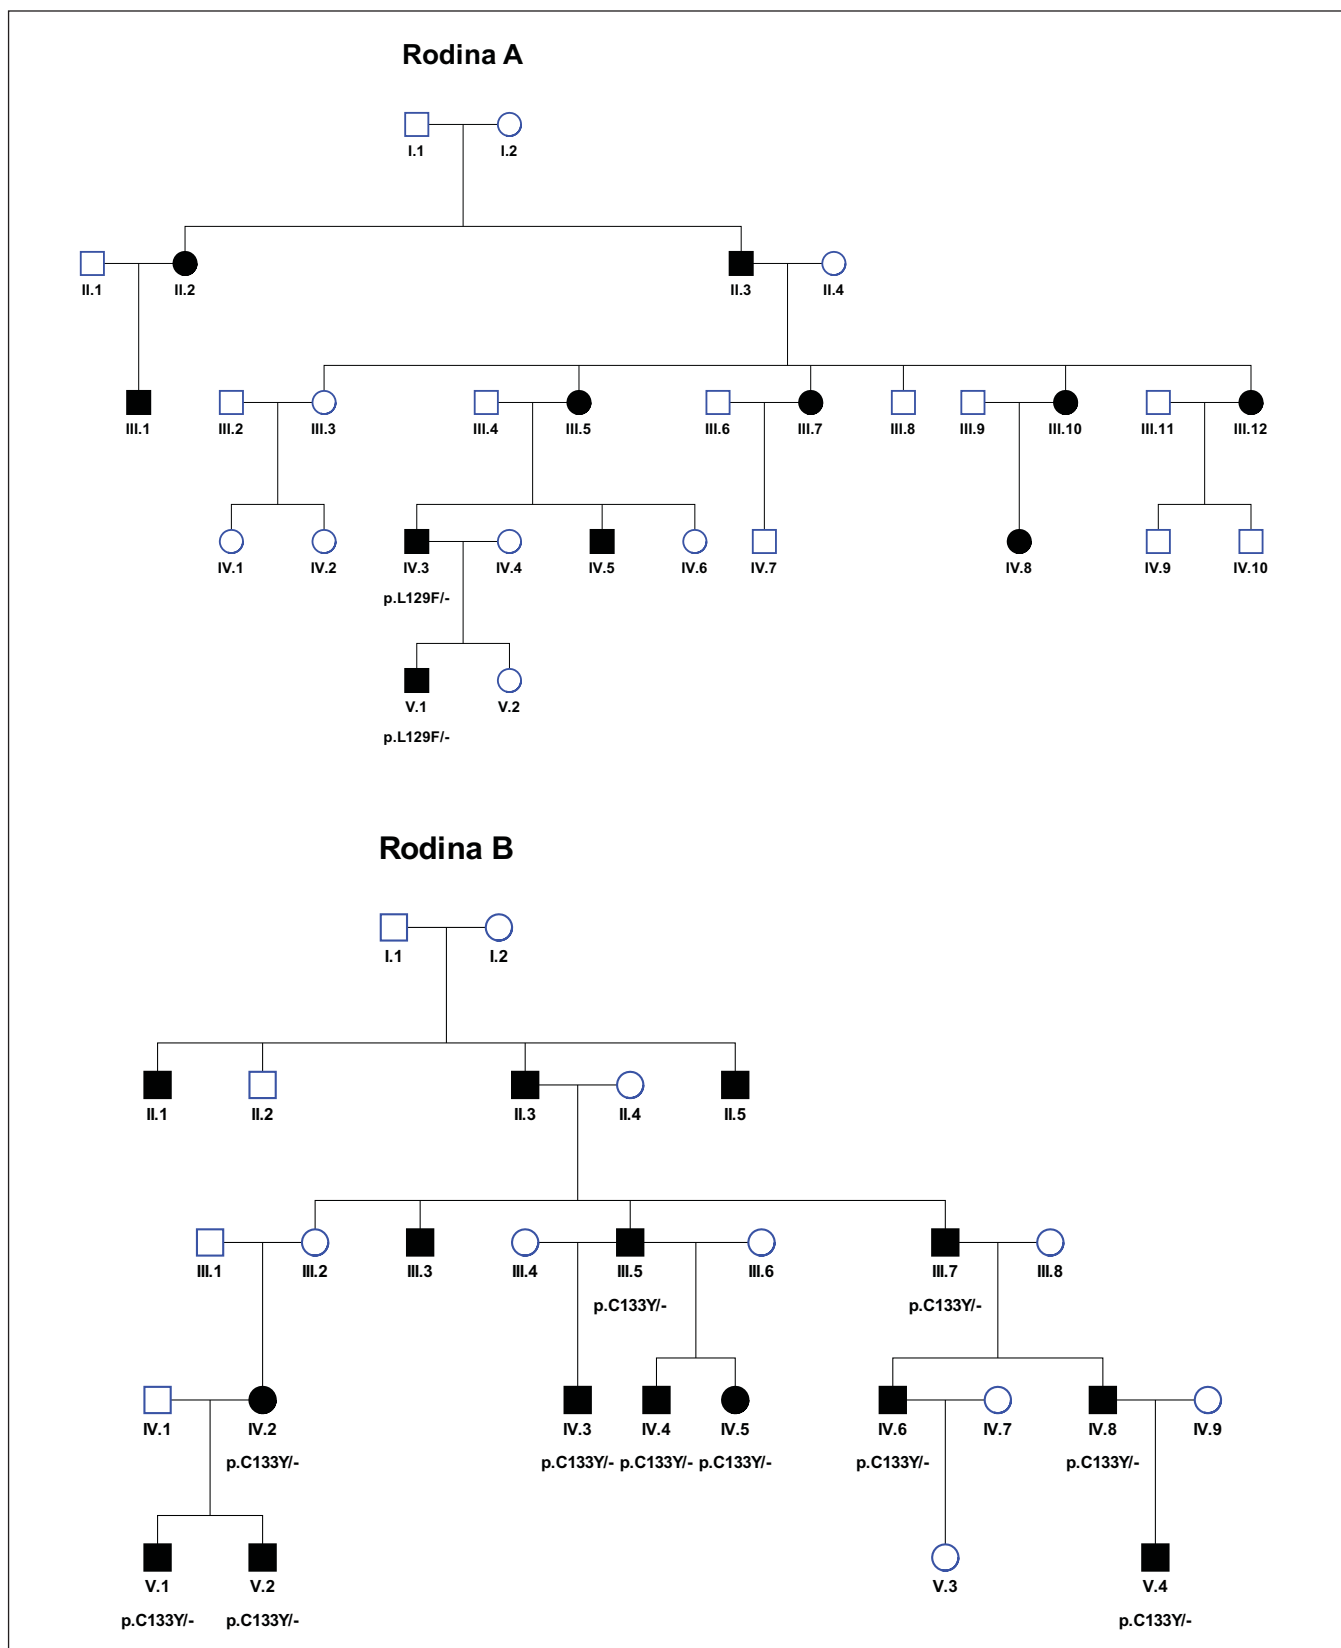 Rodina A
I.1 I.2
II.1 II.2 II.3 II.4
III.1 III.2 III.3 III.4 III.5 III.6 III.7 III.8 III.9 III.10 III.11 III.12
IV.1 IV.2 IV.3 IV.4 IV.5 IV.6 IV.7 IV.8 IV.9 IV.10
p.L129F/-
V.1 V.2
p.L129F/-
Rodina B
I.1 I.2
II.1 II.2 II.3 II.4 II.5
III.1 III.2 III.3 III.4 III.5 III.6 III.7 III.8
p.C133Y/- p.C133Y/-
IV.1 IV.2 IV.3 IV.4 IV.5 IV.6 IV.7 IV.8 IV.9
p.C133Y/- p.C133Y/- p.C133Y/- p.C133Y/- p.C133Y/- p.C133Y/-
V.1 V.2 V.3 V.4
p.C133Y/- p.C133Y/- p.C133Y/-